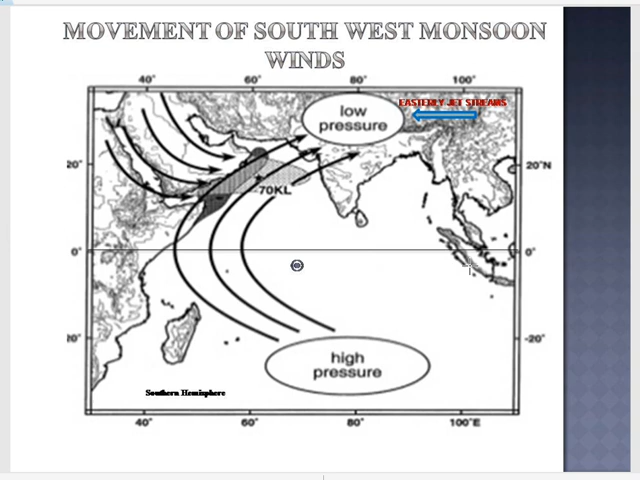 MOVEMENT OF SOUTH WEST MONSOON
WINDS
40° 60° 80° 100°
EASTERLY JET STREAMS
low
pressure
20° 20°N
70KL
0° 0°
20° -20°
high
pressure
Southern Hemisphere
40° 60° 80° 100°E